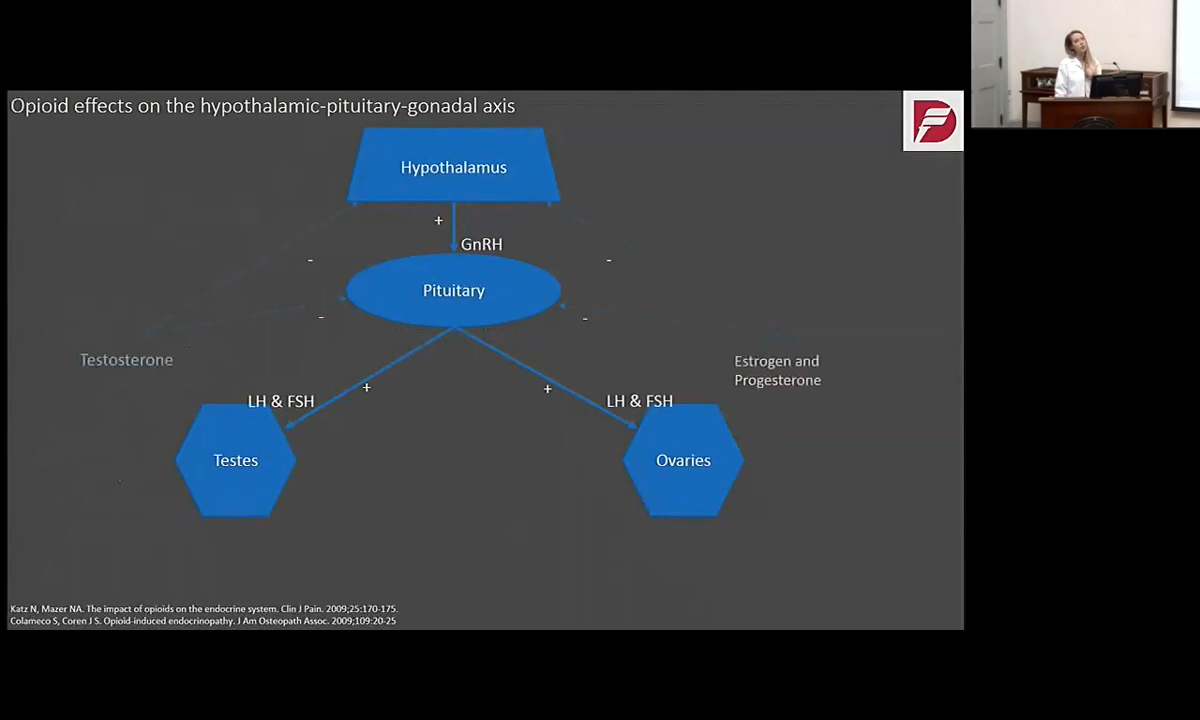 Opioid effects on the hypothalamic-pituitary-gonadal axis
Hypothalamus
+
GnRH
-
-
Pituitary
-
-
Testosterone
Estrogen and
Progesterone
+
+
LH & FSH
LH & FSH
Testes
Ovaries
Katz N, Mazer NA. The impact of opioids on the endocrine system. Clin J Pain. 2009;25:170-175.
Colameco S, Coren J S. Opioid-induced endocrinopathy. J Am Osteopath Assoc. 2009;109:20-25